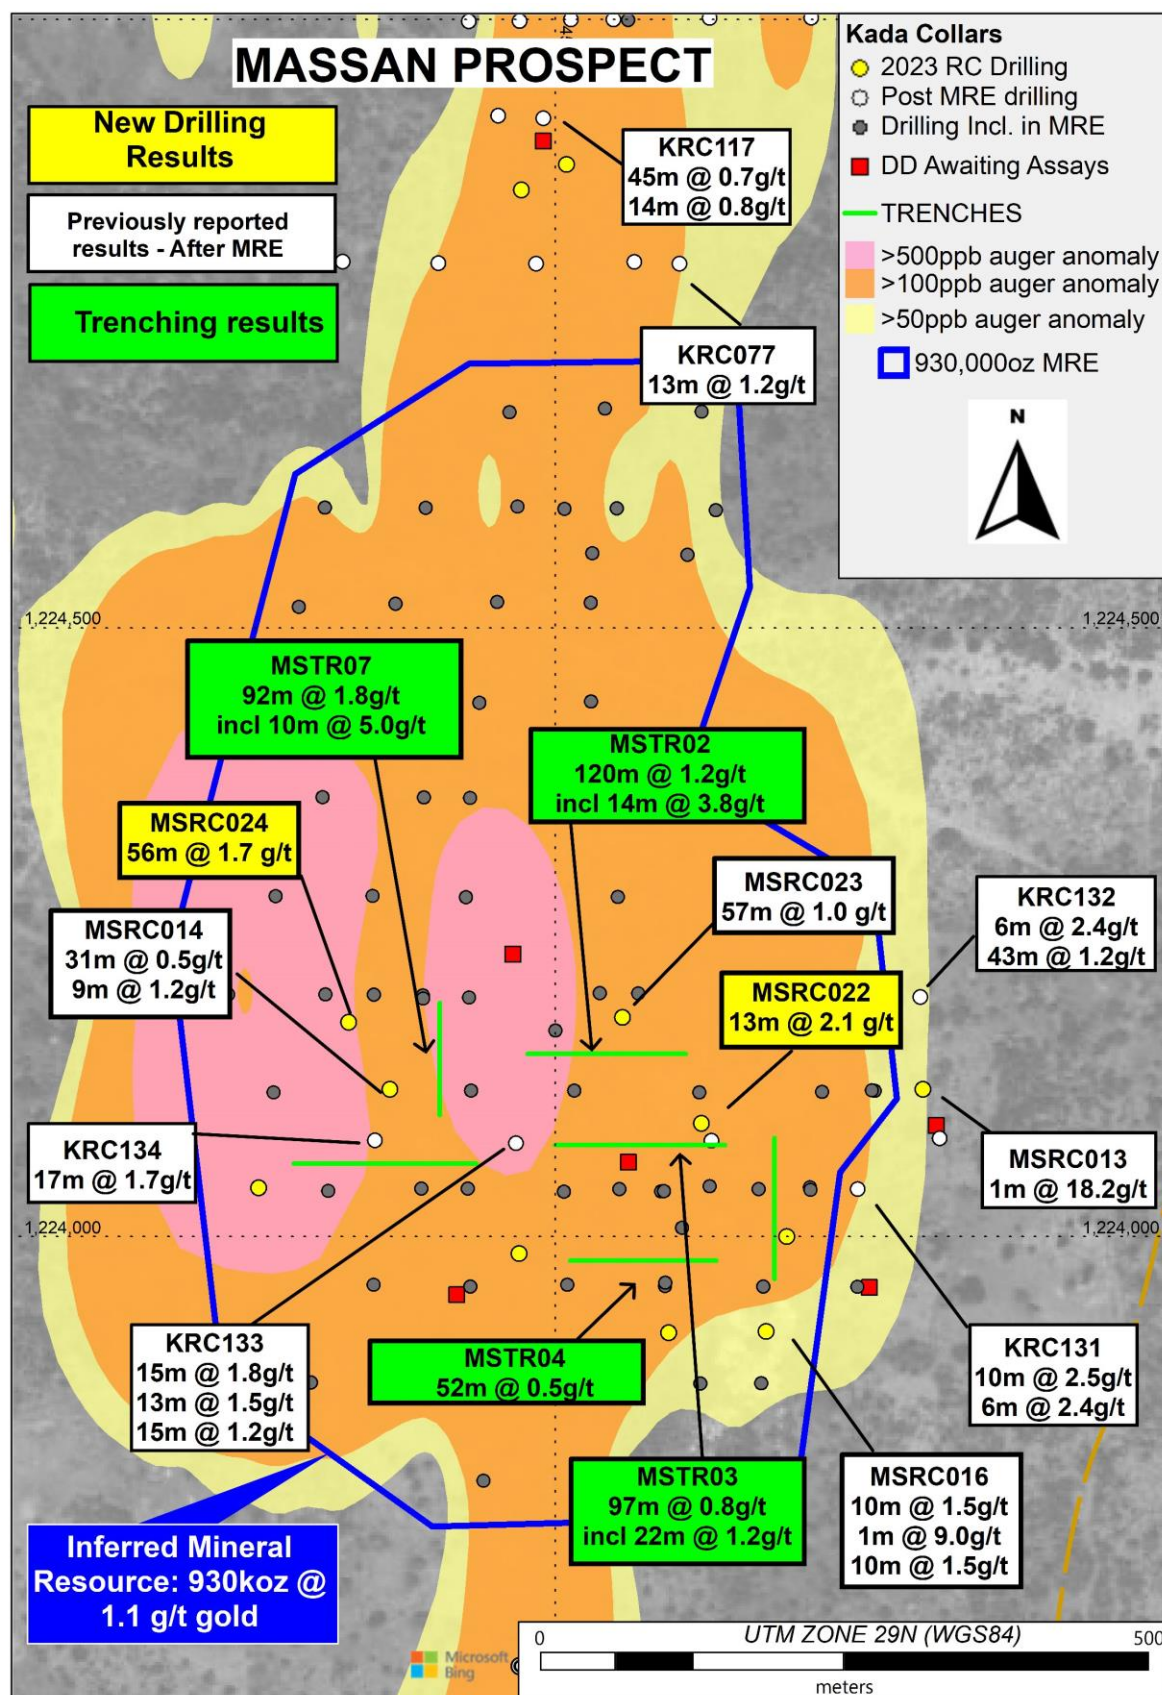 MASSAN PROSPECT
Kada Collars
2023 RC Drilling
Post MRE drilling
Drilling Incl. in MRE
DD Awaiting Assays
TRENCHES
>500ppb auger anomaly
>100ppb auger anomaly
>50ppb auger anomaly
930,000oz MRE
N
New Drilling
Results
Previously reported
results - After MRE
Trenching results
KRC117
45m @ 0.7g/t
14m @ 0.8g/t
KRC077
13m @ 1.2g/t
1,224,500
1,224,500
MSTR07
92m @ 1.8g/t
incl 10m @ 5.0g/t
MSTR02
120m @ 1.2g/t
incl 14m @ 3.8g/t
MSRC024
56m @ 1.7 g/t
MSRC023
57m @ 1.0 g/t
KRC132
6m @ 2.4g/t
43m @ 1.2g/t
MSRC014
31m @ 0.5g/t
9m @ 1.2g/t
MSRC022
13m @ 2.1 g/t
KRC134
17m @ 1.7g/t
MSRC013
1m @ 18.2g/t
1,224,000
1,224,000
KRC133
15m @ 1.8g/t
13m @ 1.5g/t
15m @ 1.2g/t
MSTR04
52m @ 0.5g/t
KRC131
10m @ 2.5g/t
6m @ 2.4g/t
MSTR03
97m @ 0.8g/t
incl 22m @ 1.2g/t
MSRC016
10m @ 1.5g/t
1m @ 9.0g/t
10m @ 1.5g/t
Inferred Mineral
Resource: 930koz @
1.1 g/t gold
Microsoft
Bing
0
UTM ZONE 29N (WGS84)
500
meters